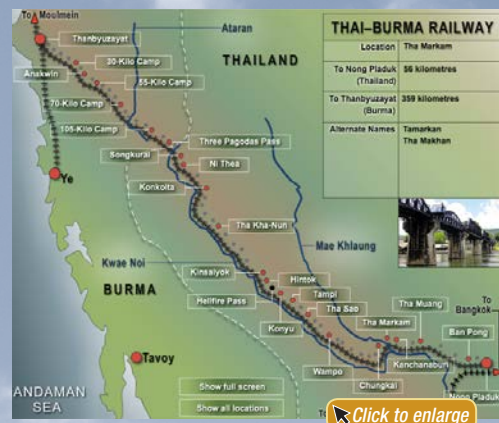 To Moulmein
Thanbyuzayat
Ataran
THAI–BURMA RAILWAY
Location Tha Markam
To Nong Pladuk (Thailand) 56 kilometres
To Thanbyuzayat (Burma) 359 kilometres
Alternate Names Tamarkan
Tha Makhan
THAILAND
30-Kilo Camp
Anakwin
55-Kilo Camp
70-Kilo Camp
105-Kilo Camp
Three Pagodas Pass
Songkurai
Ni Thea
Ye
Konkoita
Tha Kha-Nun
Mae Khlaung
Kwae Noi
Kinsaiyok
Hintok
BURMA
Tampi
Hellfire Pass
Tha Sao
Konyu
Tha Muang
To Bangkok
Tha Markam
Ban Pong
Tavoy
Wampo
Kanchanaburi
Chungkai
ANDAMAN
SEA
Show full screen
Show all locations
Nong Pladuk
To
Click to enlarge